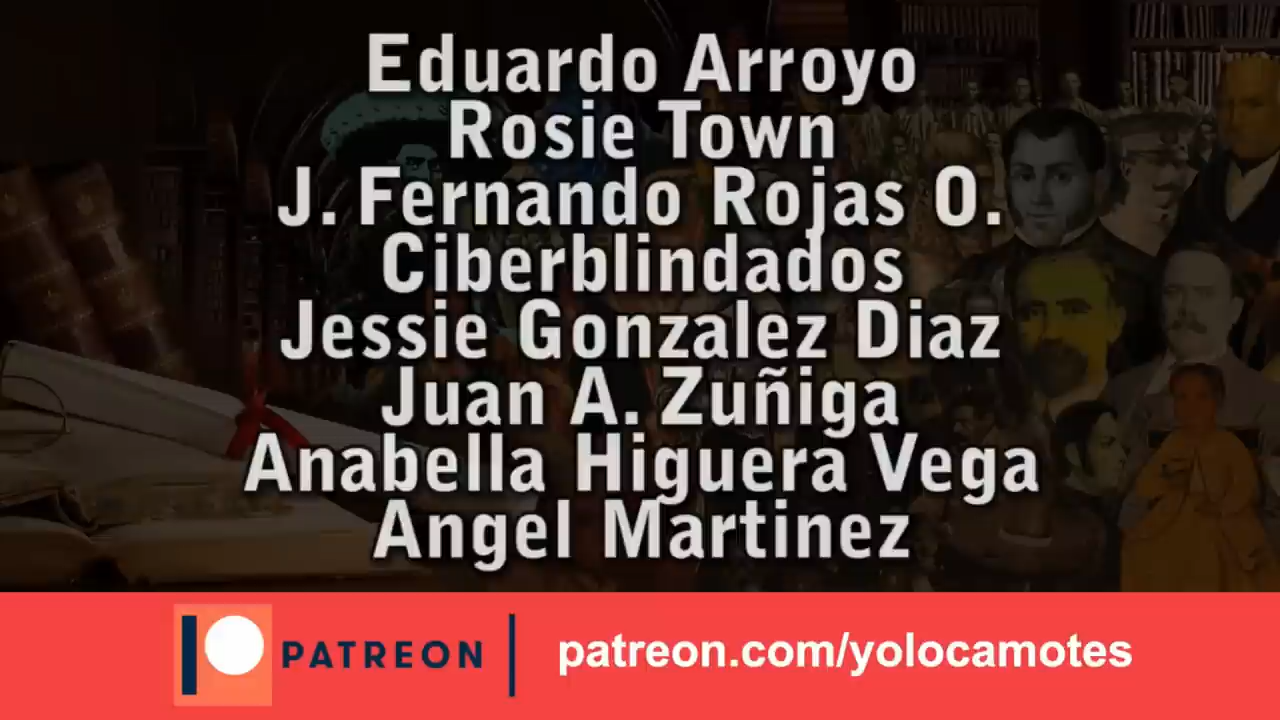 Eduardo Arroyo
Rosie Town
J. Fernando Rojas O.
Ciberblindados
Jessie Gonzalez Diaz
Juan A. Zuñiga
Anabella Higuera Vega
Angel Martinez
PATREON
patreon.com/yolocamotes